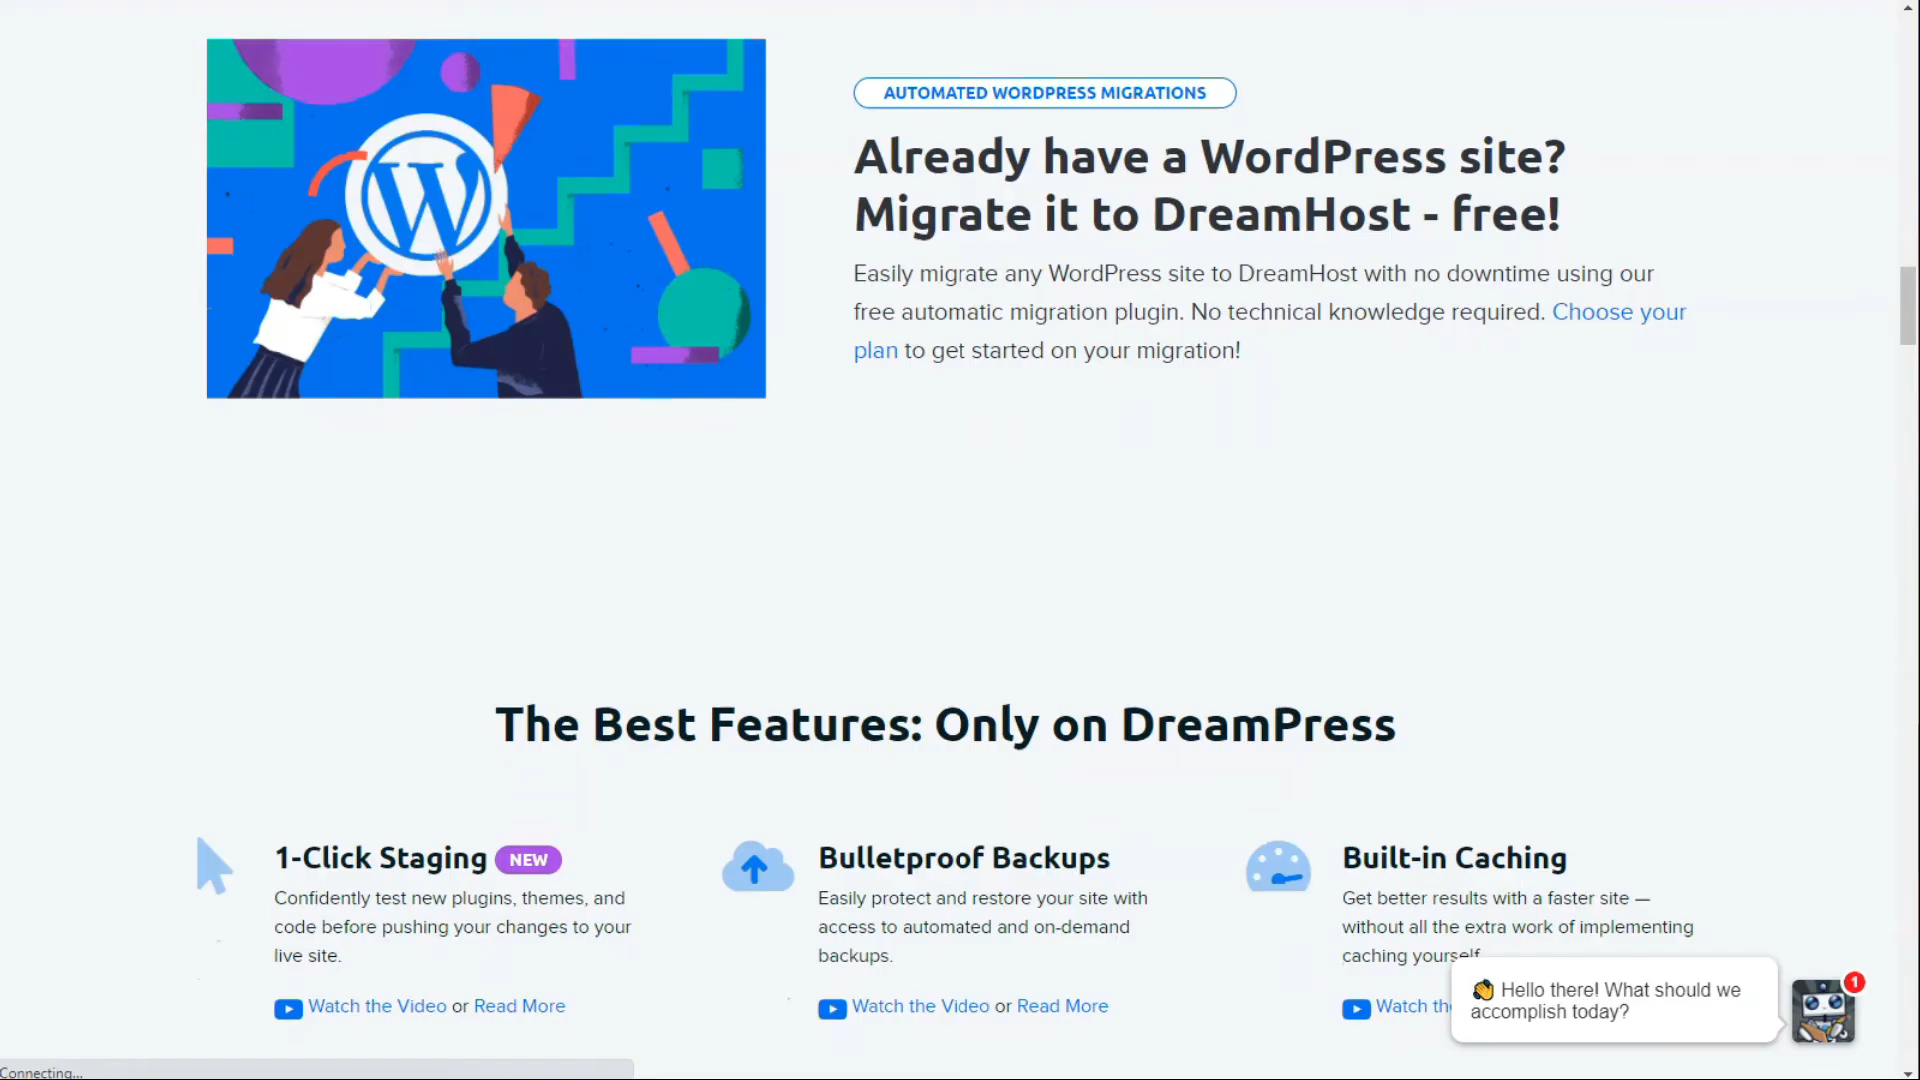 AUTOMATED WORDPRESS MIGRATIONS
Already have a WordPress site?
Migrate it to DreamHost - free!
Easily migrate any WordPress site to DreamHost with no downtime using our
free automatic migration plugin. No technical knowledge required. Choose your
plan to get started on your migration!
The Best Features: Only on DreamPress
1-Click Staging NEW
Confidently test new plugins, themes, and
code before pushing your changes to your
live site.
Watch the Video or Read More
Bulletproof Backups
Easily protect and restore your site with
access to automated and on-demand
backups.
Watch the Video or Read More
Built-in Caching
Get better results with a faster site —
without all the extra work of implementing
caching yourself
Watch th
👋 Hello there! What should we
accomplish today?
1
Connecting...